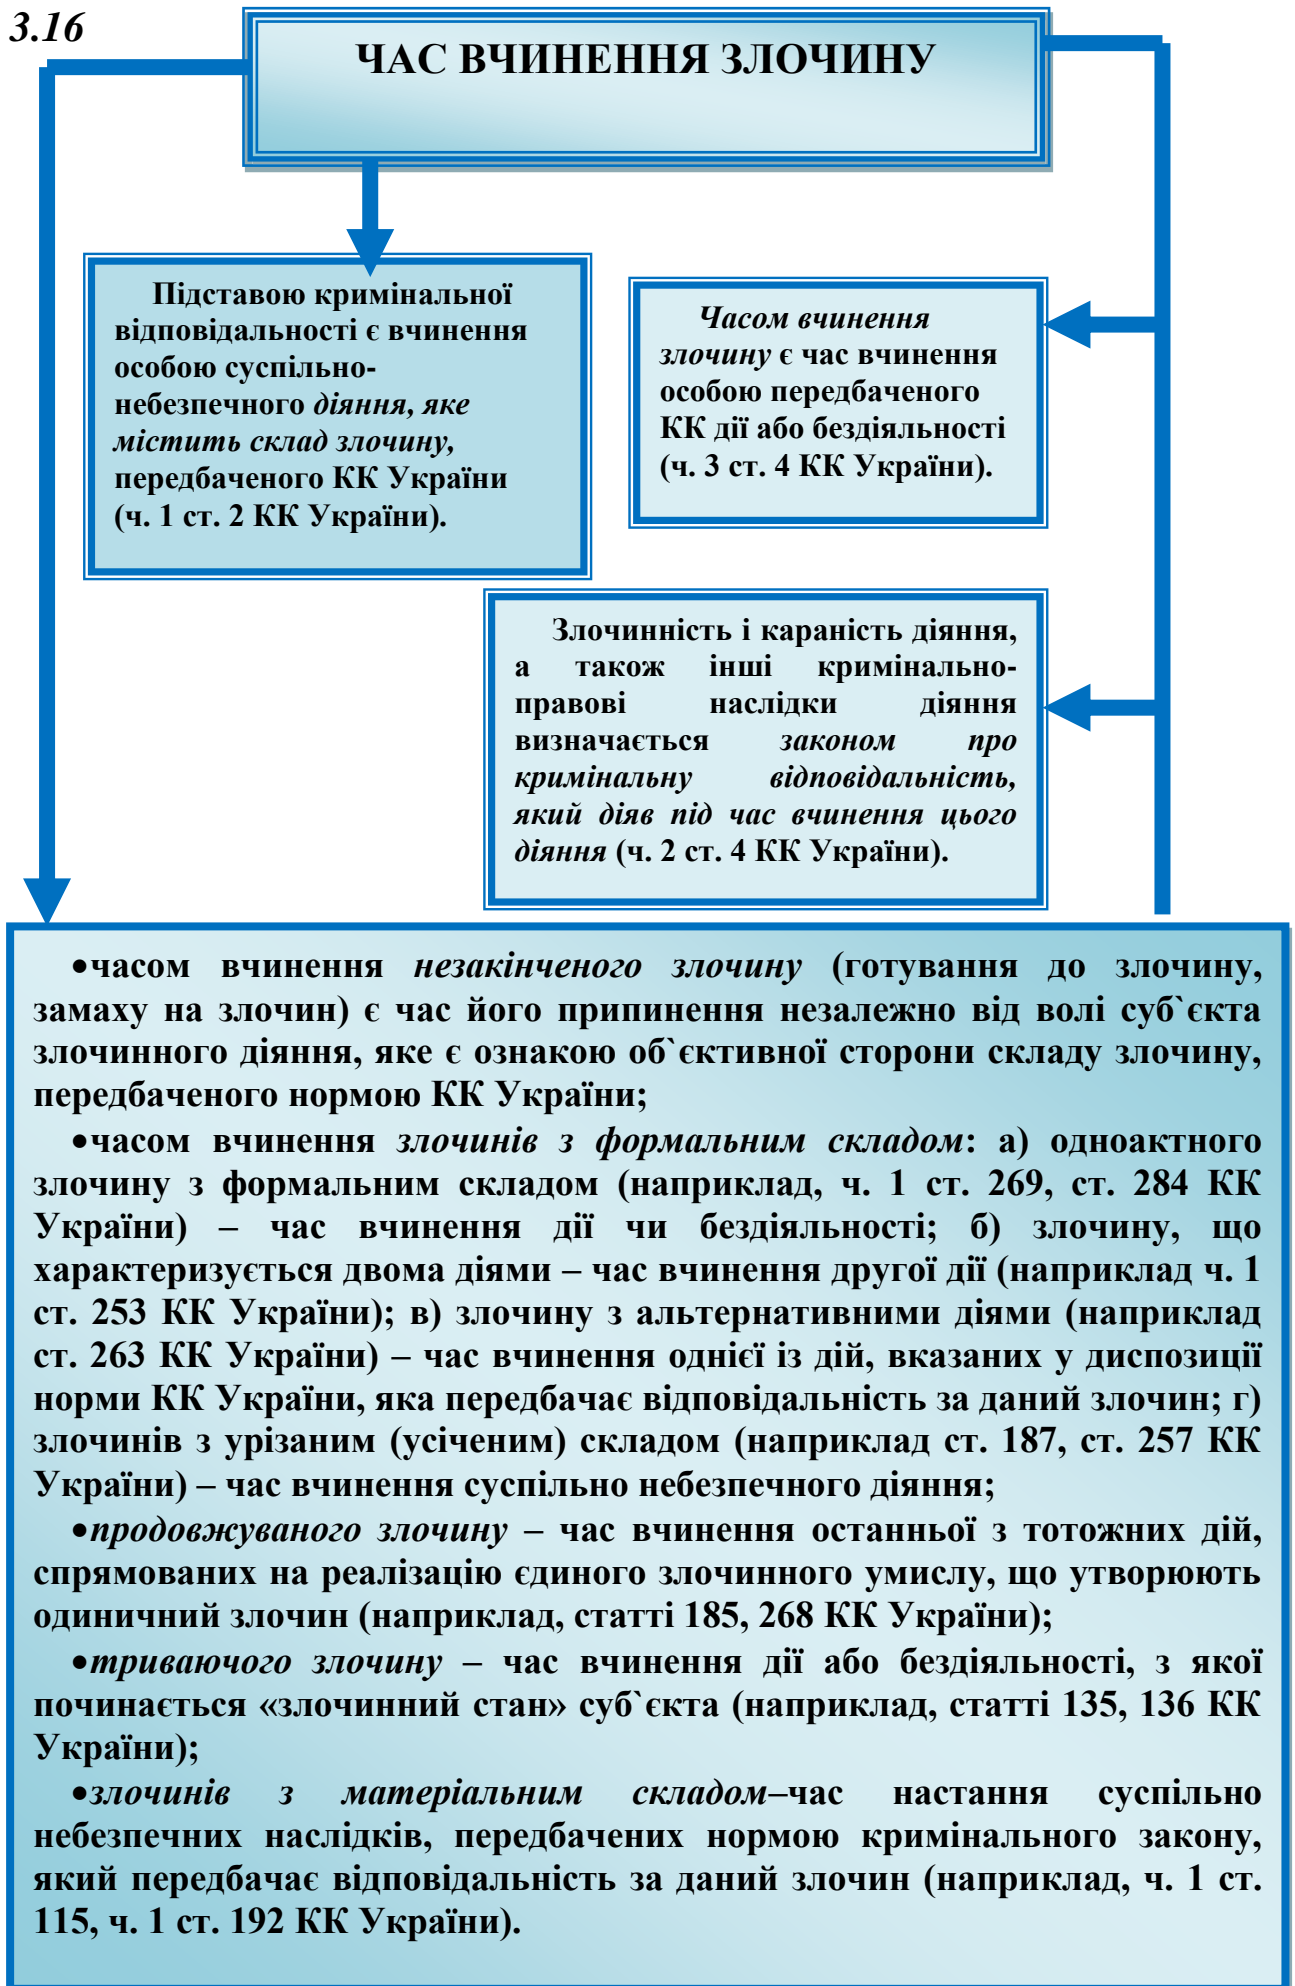 3.16
ЧАС ВЧИНЕННЯ ЗЛОЧИНУ
Підставою кримінальної
відповідальності є вчинення
особою суспільно-
небезпечного діяння, яке
містить склад злочину,
передбаченого КК України
(ч. 1 ст. 2 КК України).
Часом вчинення
злочину є час вчинення
особою передбаченого
КК дії або бездіяльності
(ч. 3 ст. 4 КК України).
Злочинність і караність діяння,
а також інші кримінально-
правові наслідки діяння
визначається законом про
кримінальну відповідальність,
який діяв під час вчинення цього
діяння (ч. 2 ст. 4 КК України).
•часом вчинення незакінченого злочину (готування до злочину,
замаху на злочин) є час його припинення незалежно від волі суб`єкта
злочинного діяння, яке є ознакою об`єктивної сторони складу злочину,
передбаченого нормою КК України;
•часом вчинення злочинів з формальним складом: а) одноактного
злочину з формальним складом (наприклад, ч. 1 ст. 269, ст. 284 КК
України) – час вчинення дії чи бездіяльності; б) злочину, що
характеризується двома діями – час вчинення другої дії (наприклад ч. 1
ст. 253 КК України); в) злочину з альтернативними діями (наприклад
ст. 263 КК України) – час вчинення однієї із дій, вказаних у диспозиції
норми КК України, яка передбачає відповідальність за даний злочин; г)
злочинів з урізаним (усіченим) складом (наприклад ст. 187, ст. 257 КК
України) – час вчинення суспільно небезпечного діяння;
•продовжуваного злочину – час вчинення останньої з тотожних дій,
спрямованих на реалізацію єдиного злочинного умислу, що утворюють
одиничний злочин (наприклад, статті 185, 268 КК України);
•триваючого злочину – час вчинення дії або бездіяльності, з якої
починається «злочинний стан» суб`єкта (наприклад, статті 135, 136 КК
України);
•злочинів з матеріальним складом–час настання суспільно
небезпечних наслідків, передбачених нормою кримінального закону,
який передбачає відповідальність за даний злочин (наприклад, ч. 1 ст.
115, ч. 1 ст. 192 КК України).